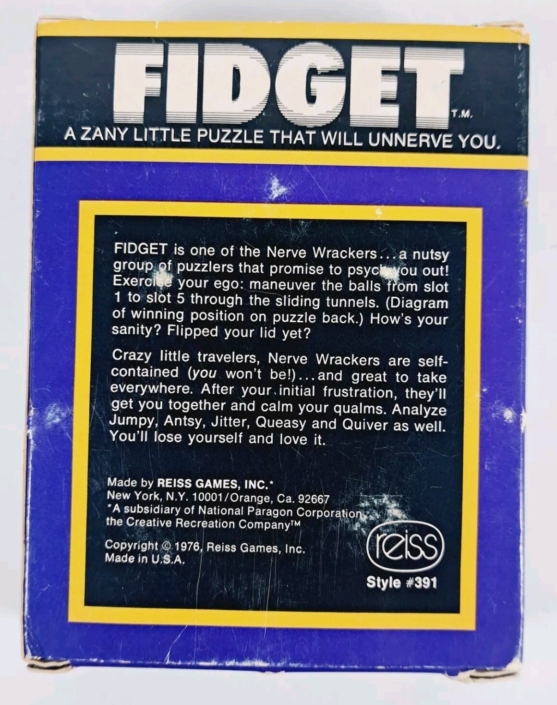 FIDGET T.M.
A ZANY LITTLE PUZZLE THAT WILL UNNERVE YOU.
FIDGET is one of the Nerve Wrackers...a nutsy
group of puzzlers that promise to psych you out!
Exercise your ego: maneuver the balls from slot
1 to slot 5 through the sliding tunnels. (Diagram
of winning position on puzzle back.) How's your
sanity? Flipped your lid yet?
Crazy little travelers, Nerve Wrackers are self-
contained (you won't be!)...and great to take
everywhere. After your initial frustration, they'll
get you together and calm your qualms. Analyze
Jumpy, Antsy, Jitter, Queasy and Quiver as well.
You'll lose yourself and love it.
Made by REISS GAMES, INC.*
New York, N.Y. 10001/Orange, Ca. 92667
*A subsidiary of National Paragon Corporation,
the Creative Recreation Company™
Copyright © 1976, Reiss Games, Inc.
Made in U.S.A.
reiss
Style #391